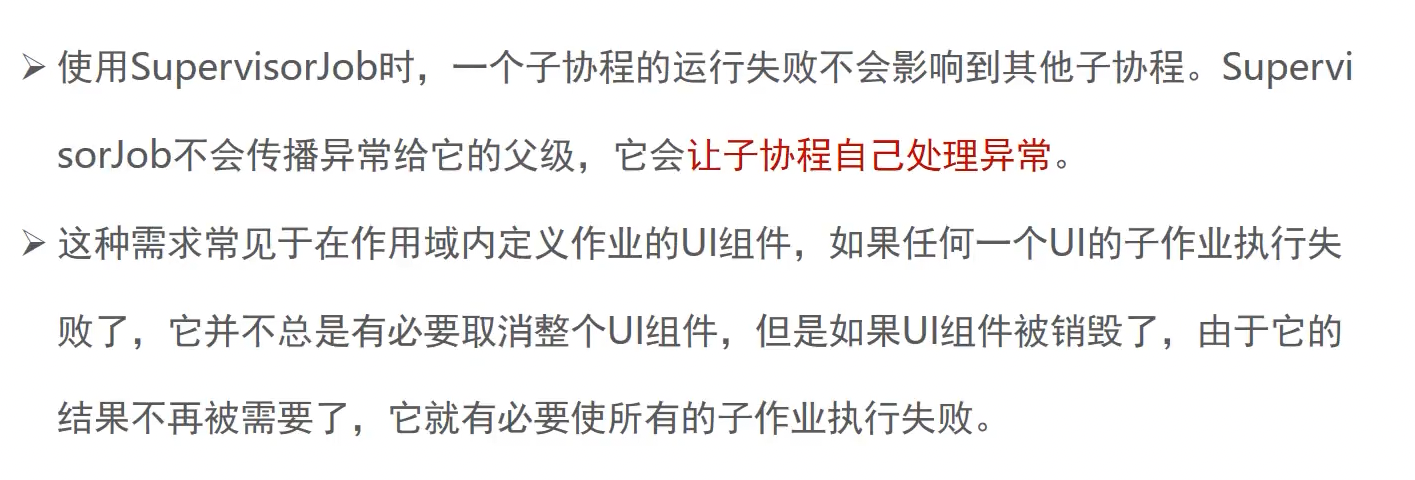 ➢ 使用SupervisorJob时，一个子协程的运行失败不会影响到其他子协程。Supervi
sorJob不会传播异常给它的父级，它会让子协程自己处理异常。
➢ 这种需求常见于在作用域内定义作业的UI组件，如果任何一个UI的子作业执行失
败了，它并不总是有必要取消整个UI组件，但是如果UI组件被销毁了，由于它的
结果不再被需要了，它就有必要使所有的子作业执行失败。